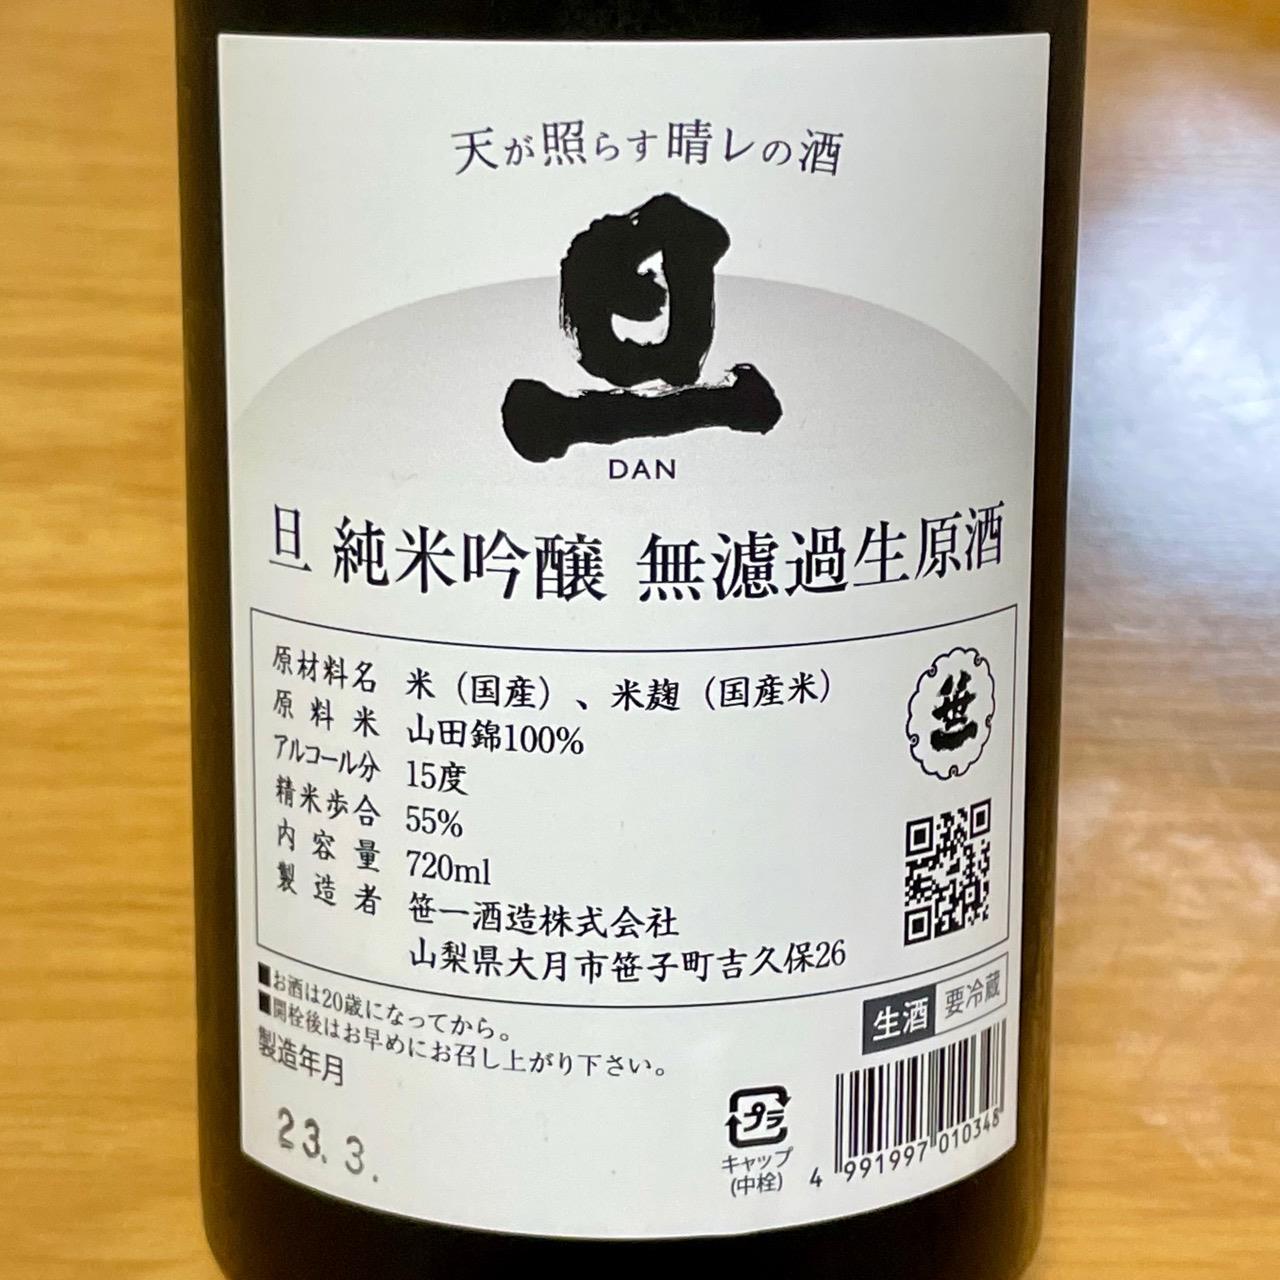 天が照らす晴レの酒
旦
DAN
旦 純米吟醸 無濾過生原酒
原材料名 米（国産）、米麹（国産米）
原料米 山田錦100%
アルコール分 15度
精米歩合 55%
内容量 720ml
製造者 笹一酒造株式会社
山梨県大月市笹子町吉久保26
笹一
■お酒は20歳になってから。
■開栓後はお早めにお召し上がり下さい。
生酒 要冷蔵
製造年月
23.3.
プラ
キャップ
(中栓)
4 991997 010348